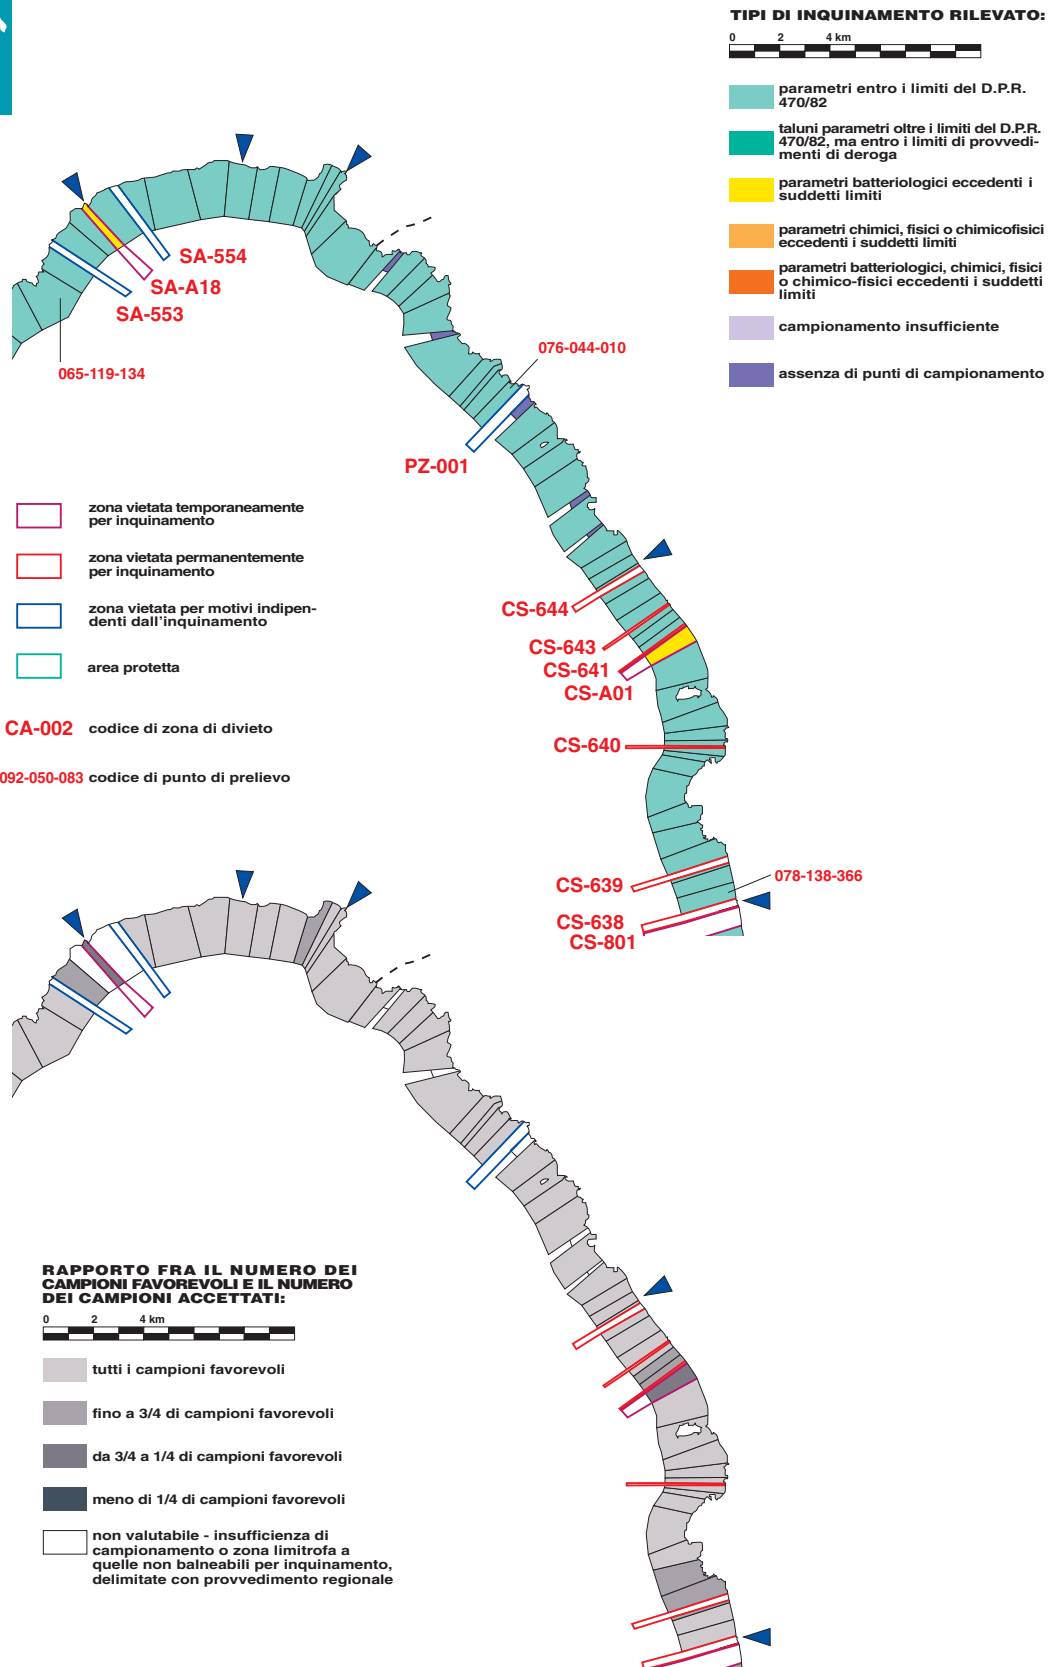 TIPI DI INQUINAMENTO RILEVATO:
0 2 4 km
parametri entro i limiti del D.P.R.
470/82
taluni parametri oltre i limiti del D.P.R.
470/82, ma entro i limiti di provvedi-
menti di deroga
parametri batteriologici eccedenti i
suddetti limiti
parametri chimici, fisici o chimicofisici
eccedenti i suddetti limiti
parametri batteriologici, chimici, fisici
o chimico-fisici eccedenti i suddetti
limiti
campionamento insufficiente
assenza di punti di campionamento
SA-554
SA-A18
SA-553
065-119-134
076-044-010
PZ-001
zona vietata temporaneamente
per inquinamento
zona vietata permanentemente
per inquinamento
zona vietata per motivi indipen-
denti dall'inquinamento
area protetta
CA-002 codice di zona di divieto
092-050-083 codice di punto di prelievo
CS-644
CS-643
CS-641
CS-A01
CS-640
CS-639
078-138-366
CS-638
CS-801
RAPPORTO FRA IL NUMERO DEI
CAMPIONI FAVOREVOLI E IL NUMERO
DEI CAMPIONI ACCETTATI:
0 2 4 km
tutti i campioni favorevoli
fino a 3/4 di campioni favorevoli
da 3/4 a 1/4 di campioni favorevoli
meno di 1/4 di campioni favorevoli
non valutabile - insufficienza di
campionamento o zona limitrofa a
quelle non balneabili per inquinamento,
delimitate con provvedimento regionale